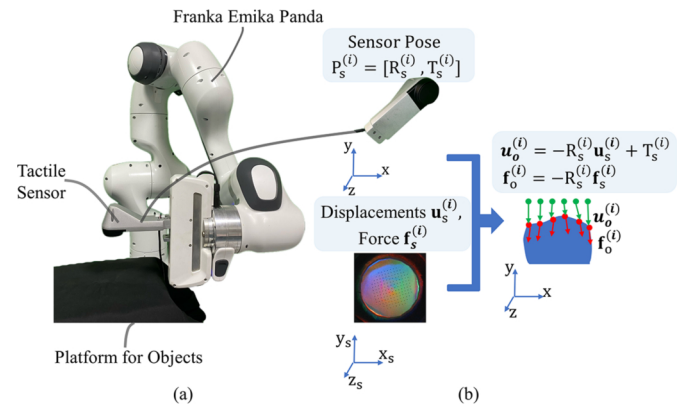 Franka Emika Panda
Tactile
Sensor
Platform for Objects
(a)
Sensor Pose
P_s^{(i)} = [R_s^{(i)}, T_s^{(i)}]
y
x
z
Displacements u_s^{(i)},
Force f_s^{(i)}
y_s
x_s
z_s
u_o^{(i)} = −R_s^{(i)} u_s^{(i)} + T_s^{(i)}
f_o^{(i)} = −R_s^{(i)} f_s^{(i)}
u_o^{(i)}
f_o^{(i)}
y
x
z
(b)